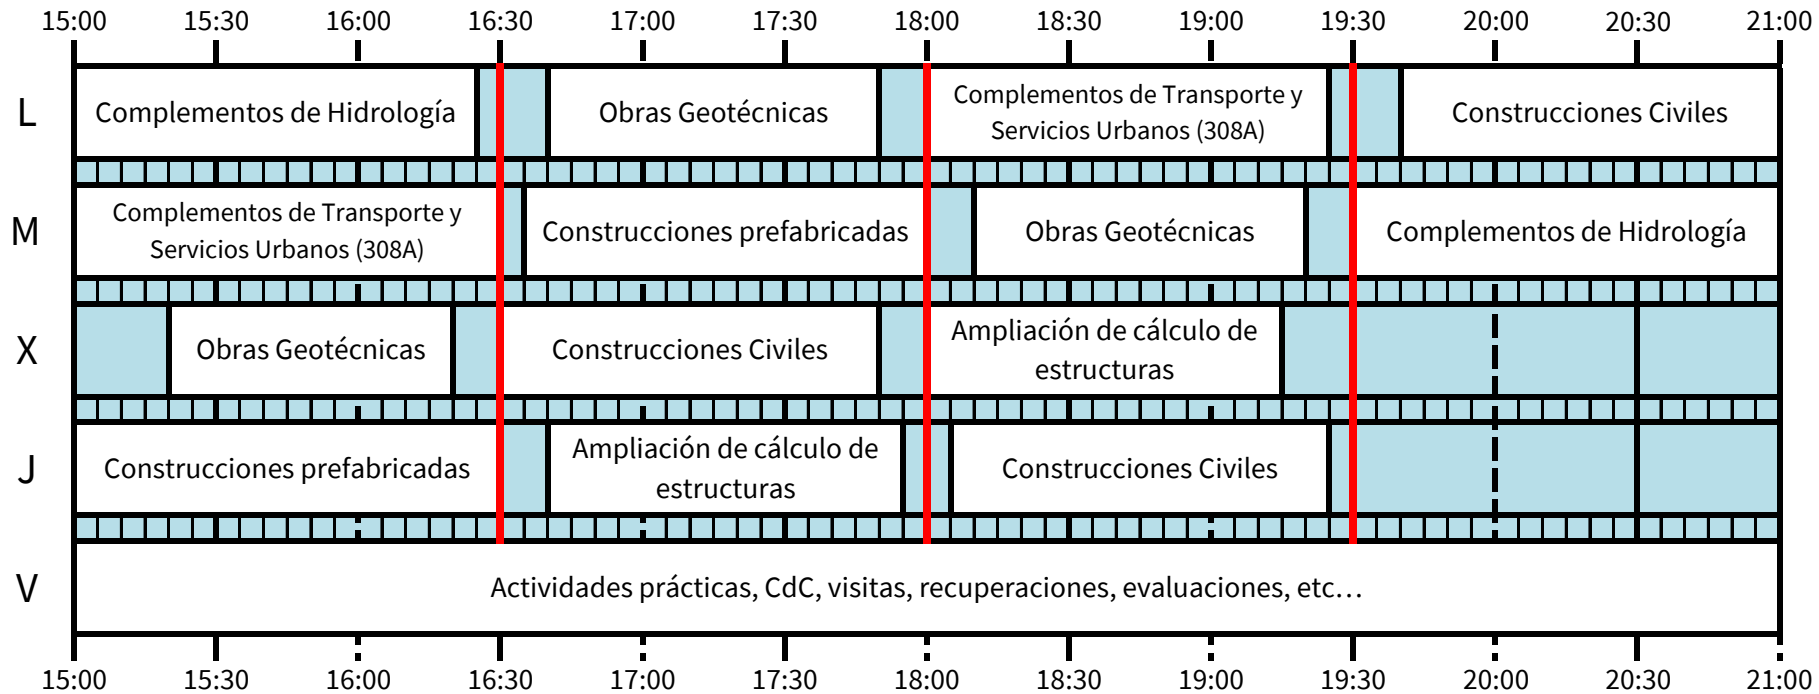 15:00 15:30 16:00 16:30 17:00 17:30 18:00 18:30 19:00 19:30 20:00 20:30 21:00
L
Complementos de Hidrología
Obras Geotécnicas
Complementos de Transporte y
Servicios Urbanos (308A)
Construcciones Civiles
M
Complementos de Transporte y
Servicios Urbanos (308A)
Construcciones prefabricadas
Obras Geotécnicas
Complementos de Hidrología
X
Obras Geotécnicas
Construcciones Civiles
Ampliación de cálculo de
estructuras
J
Construcciones prefabricadas
Ampliación de cálculo de
estructuras
Construcciones Civiles
V
Actividades prácticas, CdC, visitas, recuperaciones, evaluaciones, etc…
15:00 15:30 16:00 16:30 17:00 17:30 18:00 18:30 19:00 19:30 20:00 20:30 21:00